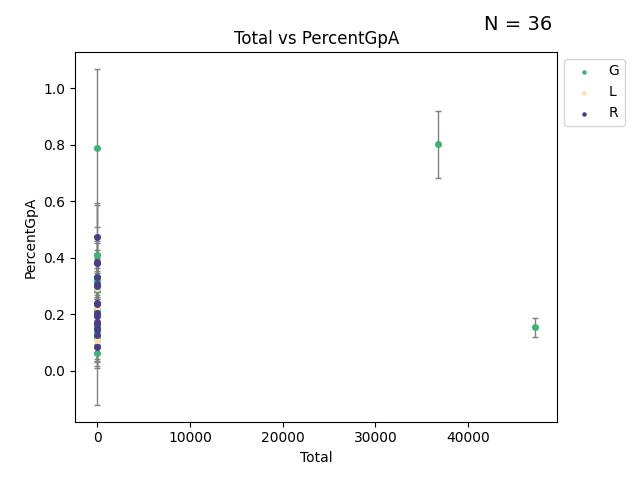 N = 36
Total vs PercentGpA
G
L
R
1.0
0.8
0.6
0.4
0.2
0.0
PercentGpA
0 10000 20000 30000 40000
Total